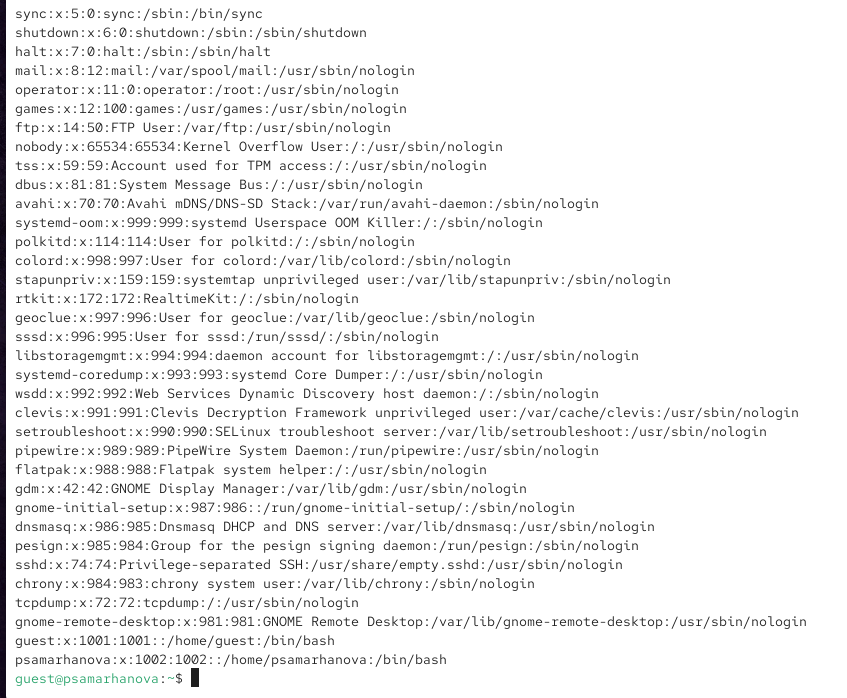 sync:x:5:0:sync:/sbin:/bin/sync
shutdown:x:6:0:shutdown:/sbin:/sbin/shutdown
halt:x:7:0:halt:/sbin:/sbin/halt
mail:x:8:12:mail:/var/spool/mail:/usr/sbin/nologin
operator:x:11:0:operator:/root:/usr/sbin/nologin
games:x:12:100:games:/usr/games:/usr/sbin/nologin
ftp:x:14:50:FTP User:/var/ftp:/usr/sbin/nologin
nobody:x:65534:65534:Kernel Overflow User:/:/usr/sbin/nologin
tss:x:59:59:Account used for TPM access:/:/usr/sbin/nologin
dbus:x:81:81:System Message Bus:/:/usr/sbin/nologin
avahi:x:70:70:Avahi mDNS/DNS-SD Stack:/var/run/avahi-daemon:/sbin/nologin
systemd-oom:x:999:999:systemd Userspace OOM Killer:/:/usr/sbin/nologin
polkitd:x:114:114:User for polkitd:/:/sbin/nologin
colord:x:998:997:User for colord:/var/lib/colord:/sbin/nologin
stapunpriv:x:159:159:systemtap unprivileged user:/var/lib/stapunpriv:/sbin/nologin
rtkit:x:172:172:RealtimeKit:/:/sbin/nologin
geoclue:x:997:996:User for geoclue:/var/lib/geoclue:/sbin/nologin
sssd:x:996:995:User for sssd:/run/sssd/:/sbin/nologin
libstoragemgmt:x:994:994:daemon account for libstoragemgmt:/:/usr/sbin/nologin
systemd-coredump:x:993:993:systemd Core Dumper:/:/usr/sbin/nologin
wsdd:x:992:992:Web Services Dynamic Discovery host daemon:/:/sbin/nologin
clevis:x:991:991:Clevis Decryption Framework unprivileged user:/var/cache/clevis:/usr/sbin/nologin
setroubleshoot:x:990:990:SELinux troubleshoot server:/var/lib/setroubleshoot:/usr/sbin/nologin
pipewire:x:989:989:PipeWire System Daemon:/run/pipewire:/usr/sbin/nologin
flatpak:x:988:988:Flatpak system helper:/:/usr/sbin/nologin
gdm:x:42:42:GNOME Display Manager:/var/lib/gdm:/usr/sbin/nologin
gnome-initial-setup:x:987:986::/run/gnome-initial-setup/:/sbin/nologin
dnsmasq:x:986:985:Dnsmasq DHCP and DNS server:/var/lib/dnsmasq:/usr/sbin/nologin
pesign:x:985:984:Group for the pesign signing daemon:/run/pesign:/sbin/nologin
sshd:x:74:74:Privilege-separated SSH:/usr/share/empty.sshd:/usr/sbin/nologin
chrony:x:984:983:chrony system user:/var/lib/chrony:/sbin/nologin
tcpdump:x:72:72:tcpdump:/:/usr/sbin/nologin
gnome-remote-desktop:x:981:981:GNOME Remote Desktop:/var/lib/gnome-remote-desktop:/usr/sbin/nologin
guest:x:1001:1001::/home/guest:/bin/bash
psamarhanova:x:1002:1002::/home/psamarhanova:/bin/bash
guest@psamarhanova:~$